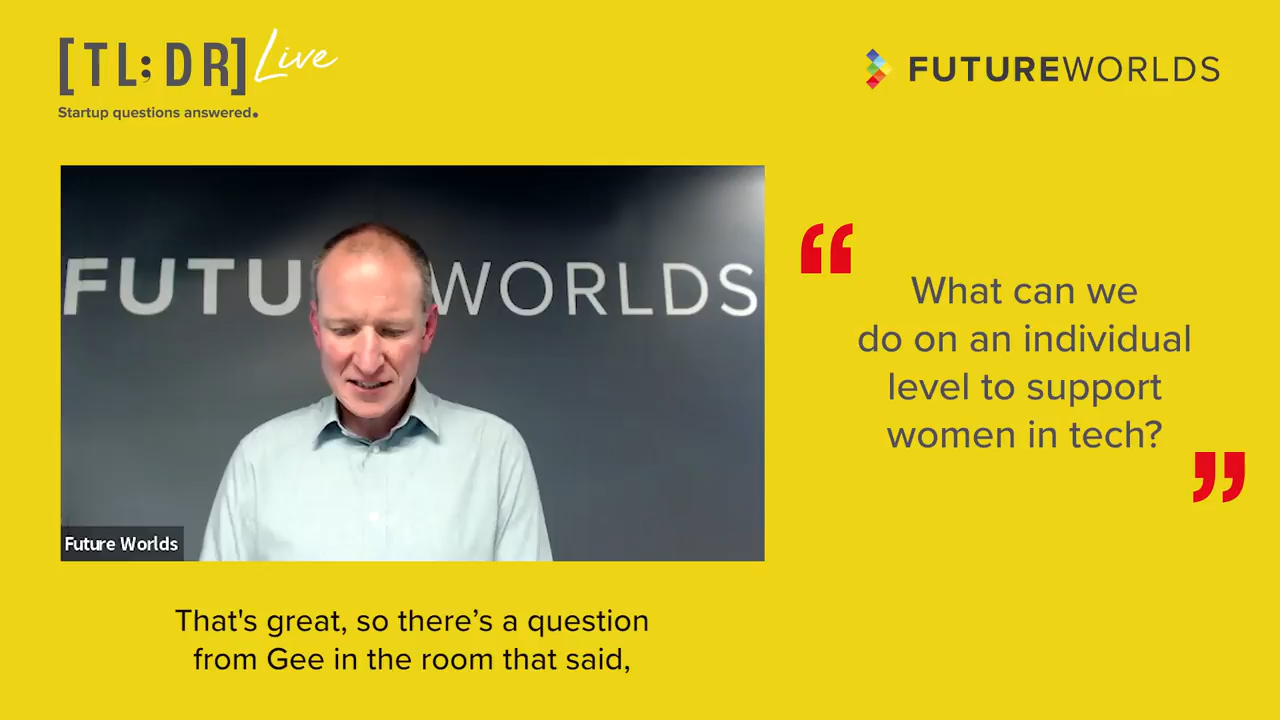 [TL;DR] Live
Startup questions answered.
FUTUREWORLDS
FUTUREWORLDS
Future Worlds
“
What can we
do on an individual
level to support
women in tech?
”
That's great, so there’s a question
from Gee in the room that said,